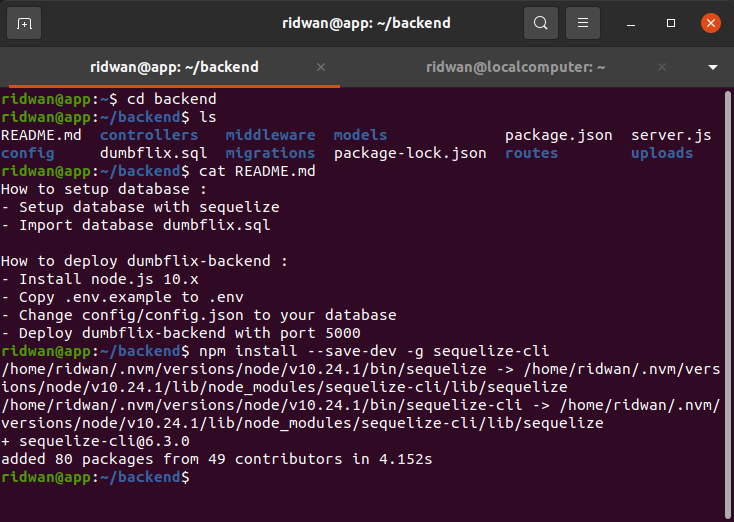 ridwan@app: ~/backend
ridwan@app: ~/backend × ridwan@localcomputer: ~ ×
ridwan@app:~$ cd backend
ridwan@app:~/backend$ ls
README.md controllers middleware models package.json server.js
config dumbflix.sql migrations package-lock.json routes uploads
ridwan@app:~/backend$ cat README.md
How to setup database :
- Setup database with sequelize
- Import database dumbflix.sql

How to deploy dumbflix-backend :
- Install node.js 10.x
- Copy .env.example to .env
- Change config/config.json to your database
- Deploy dumbflix-backend with port 5000
ridwan@app:~/backend$ npm install --save-dev -g sequelize-cli
/home/ridwan/.nvm/versions/node/v10.24.1/bin/sequelize -> /home/ridwan/.nvm/vers
ions/node/v10.24.1/lib/node_modules/sequelize-cli/lib/sequelize
/home/ridwan/.nvm/versions/node/v10.24.1/bin/sequelize-cli -> /home/ridwan/.nvm/
versions/node/v10.24.1/lib/node_modules/sequelize-cli/lib/sequelize
+ sequelize-cli@6.3.0
added 80 packages from 49 contributors in 4.152s
ridwan@app:~/backend$